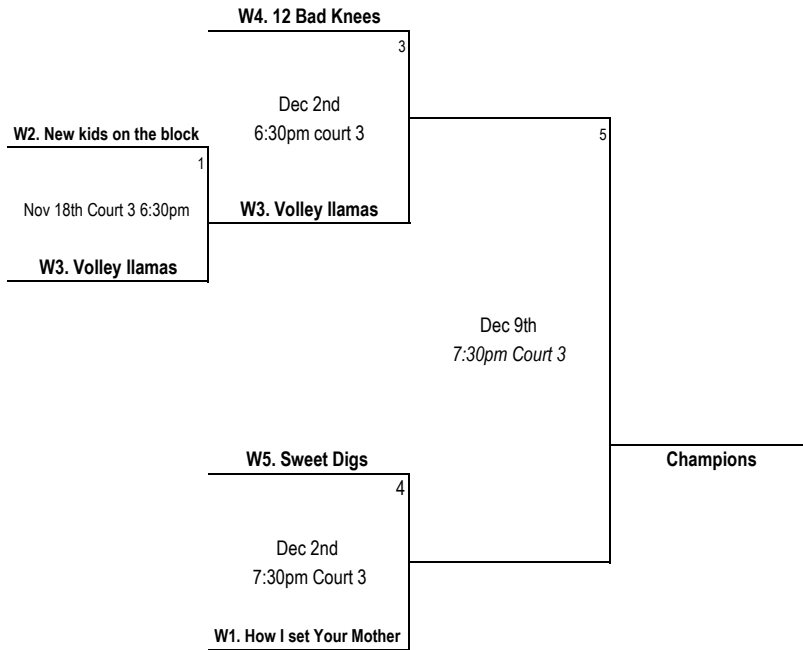 W4. 12 Bad Knees
3
Dec 2nd
6:30pm court 3
W2. New kids on the block
5
1
Nov 18th Court 3 6:30pm
W3. Volley llamas
W3. Volley llamas
Dec 9th
7:30pm Court 3
W5. Sweet Digs
Champions
4
Dec 2nd
7:30pm Court 3
W1. How I set Your Mother